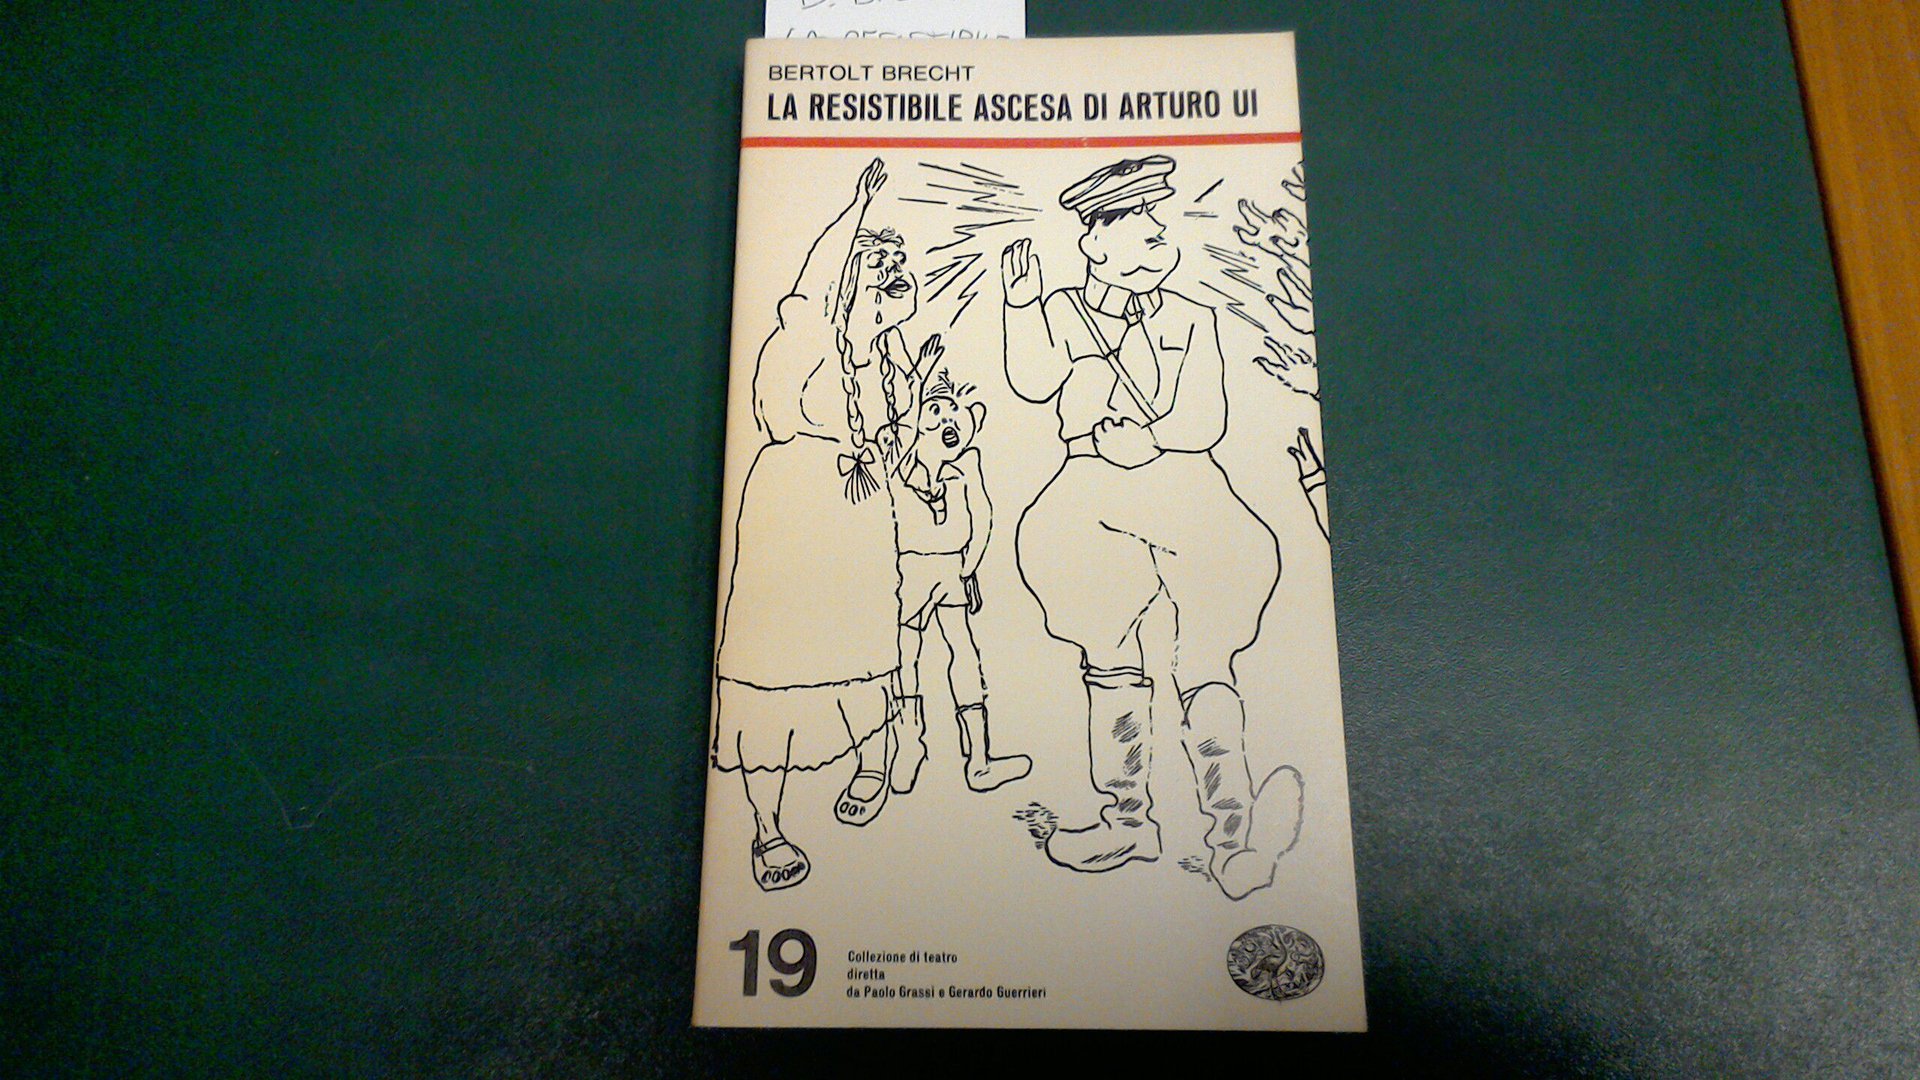 BERTOLT BRECHT
LA RESISTIBILE ASCESA DI ARTURO UI
19
Collezione di teatro
diretta
da Paolo Grassi e Gerardo Guerrieri